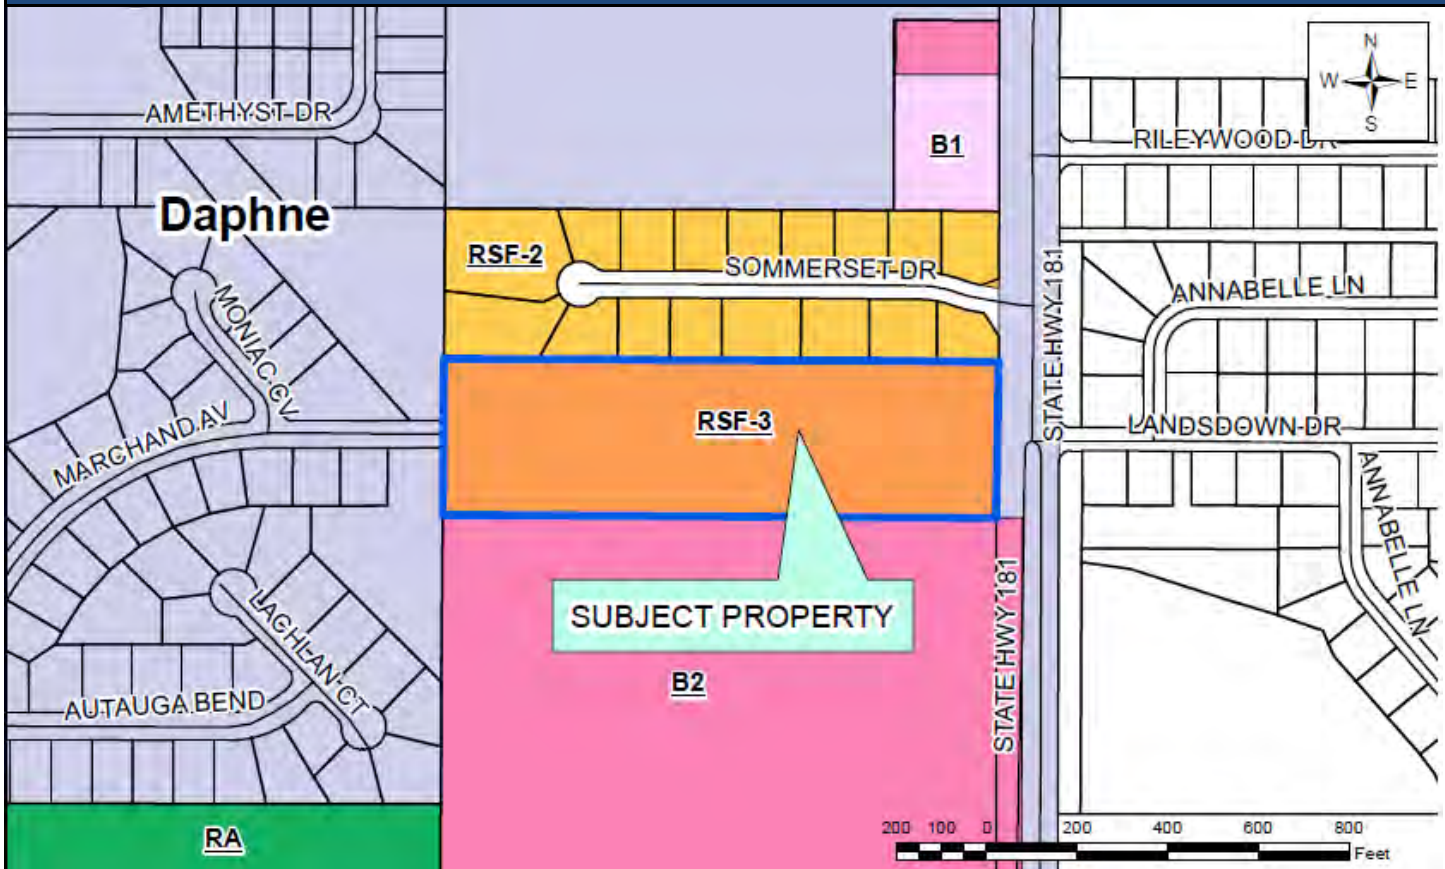 N
W E
S
AMETHYST DR
RILEYWOOD DR
B1
Daphne
RSF-2
SOMMERSET DR
STATE HWY 181
ANNABELLE LN
MONIAC CV
MARCHAND AV
RSF-3
LANDSDOWN DR
ANNABELLE LN
SUBJECT PROPERTY
LACHLAN CT
STATE HWY 181
B2
AUTAUGA BEND
RA
200 100 0 200 400 600 800
Feet